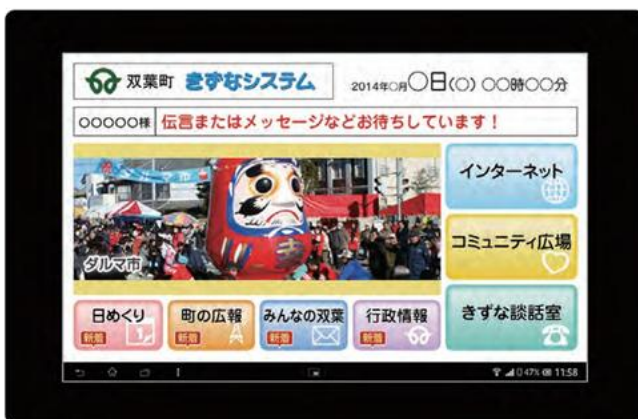 双葉町 きずなシステム 2014年○月○日(○) ○○時○○分
○○○○○様 伝言またはメッセージなどお待ちしています!
インターネット
ダルマ市
コミュニティ広場
日めくり 町の広報 みんなの双葉 行政情報 きずな談話室
新着 1 新着 新着 新着
47% 11:58